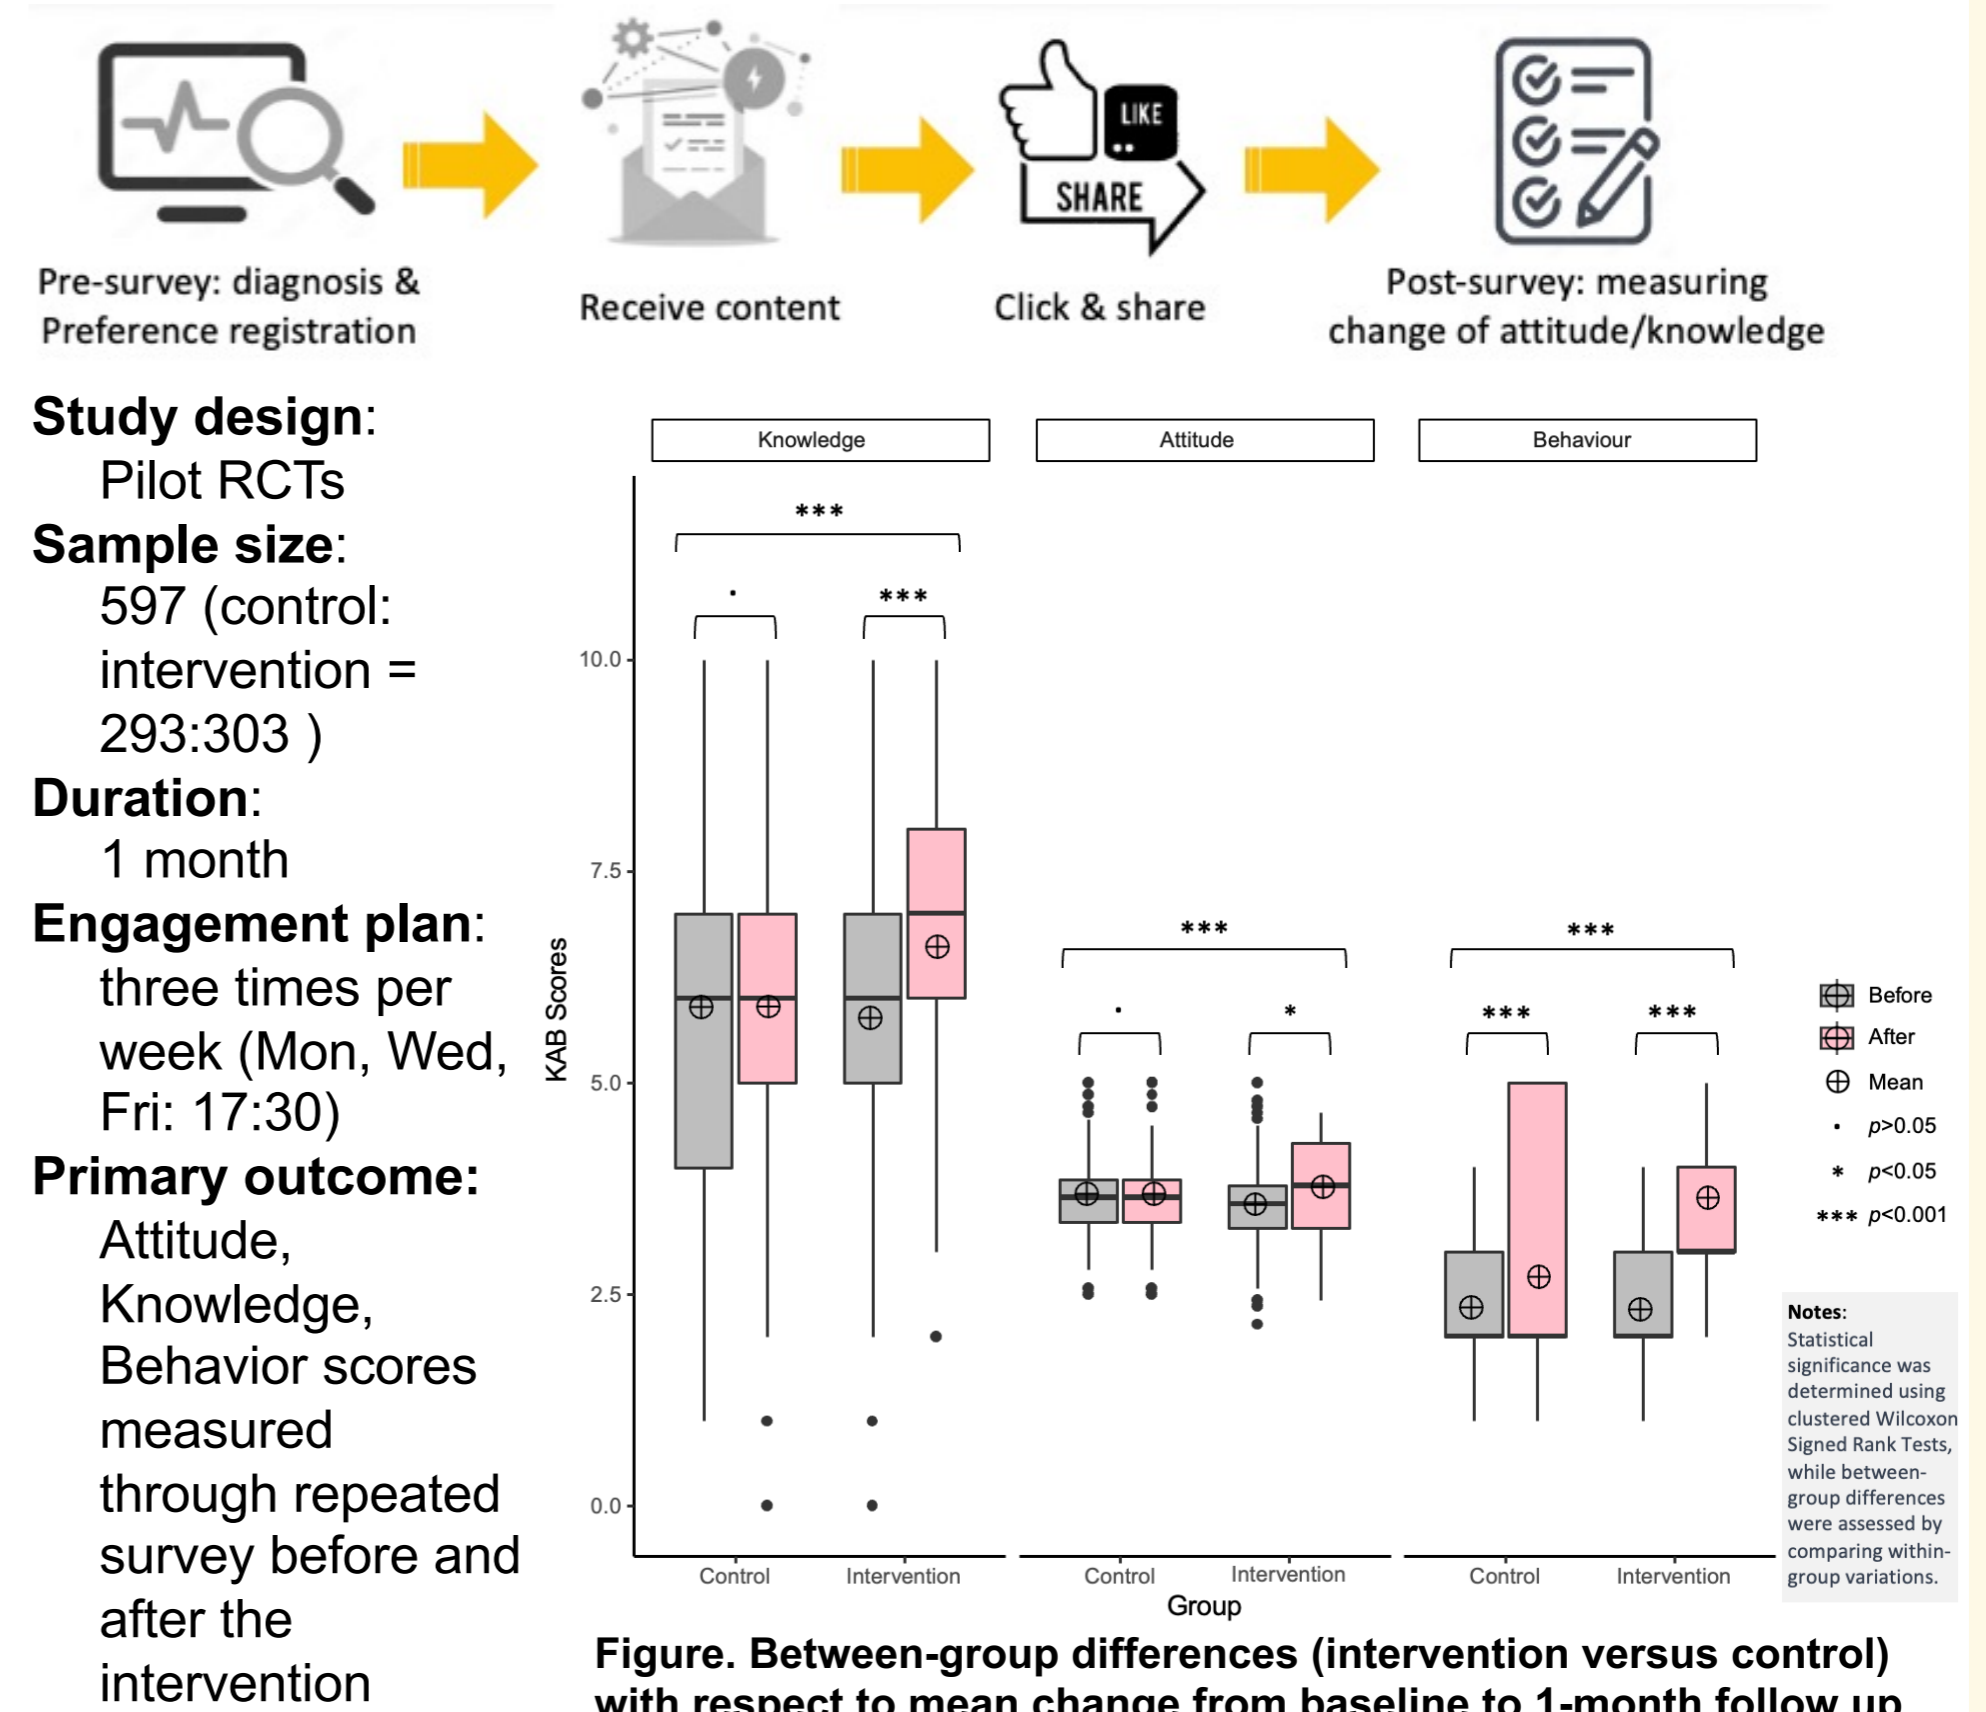 LIKE
SHARE
Pre-survey: diagnosis &
Preference registration
Receive content
Click & share
Post-survey: measuring
change of attitude/knowledge
Study design:
Pilot RCTs
Sample size:
597 (control:
intervention =
293:303 )
Duration:
1 month
Engagement plan:
three times per
week (Mon, Wed,
Fri: 17:30)
Primary outcome:
Attitude,
Knowledge,
Behavior scores
measured
through repeated
survey before and
after the
intervention
Knowledge
Attitude
Behaviour
***
. ***
*** ***
. * *** ***
KAB Scores
10.0
7.5
5.0
2.5
0.0
Control Intervention Control Intervention Control Intervention
Group
Before
After
Mean
. p>0.05
* p<0.05
*** p<0.001
Notes:
Statistical
significance was
determined using
clustered Wilcoxon
Signed Rank Tests,
while between-
group differences
were assessed by
comparing within-
group variations.
Figure. Between-group differences (intervention versus control)
with respect to mean change from baseline to 1-month follow up